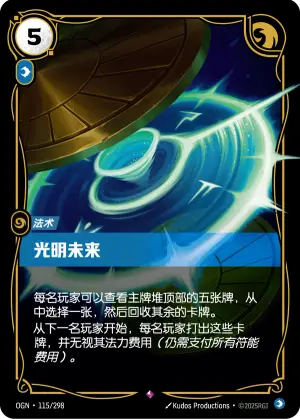 5
法术
光明未来
每名玩家可以查看主牌堆顶部的五张牌，从
中选择一张，然后回收其余的卡牌。
从下一名玩家开始，每名玩家打出这些卡
牌，并无视其法力费用（仍需支付所有符能
费用）。
OGN • 115/298
Kudos Productions • ©2025RGI